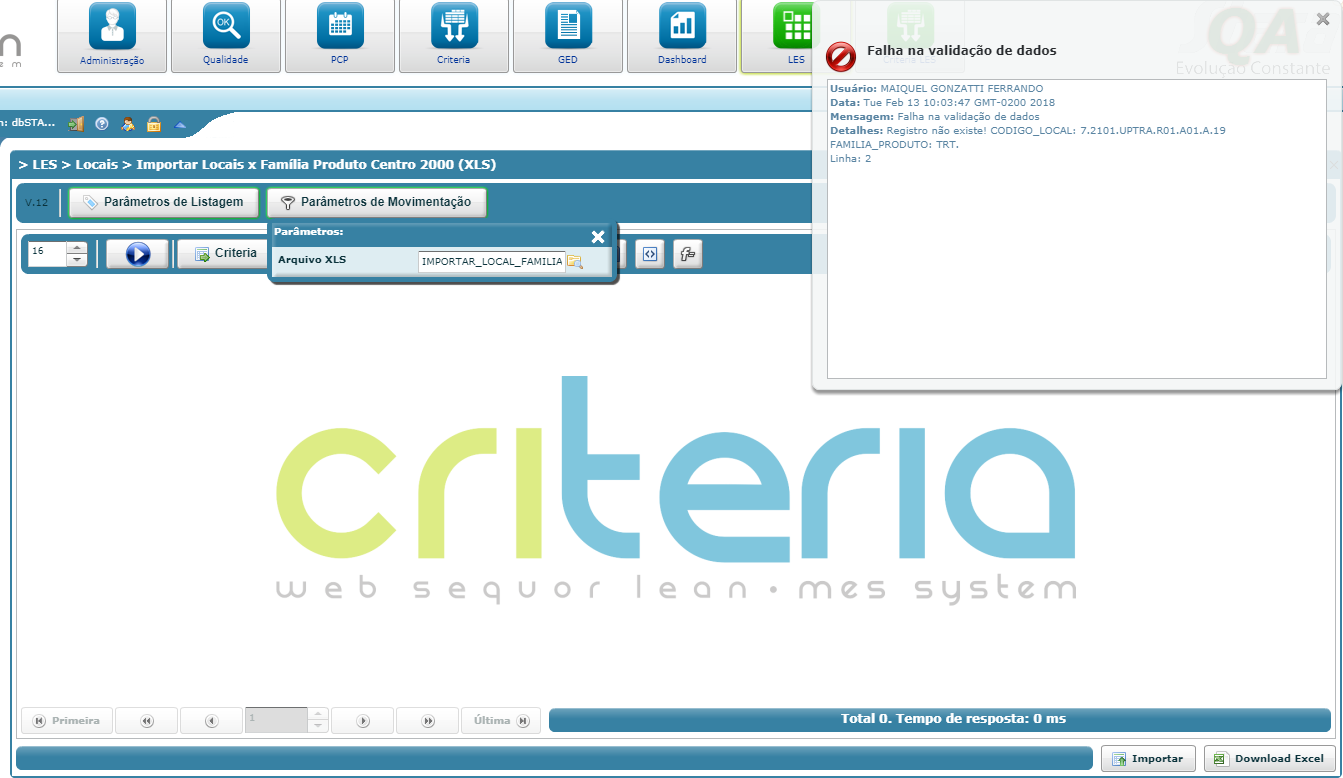 n
e m
Administração
Qualidade
PCP
Criteria
GED
Dashboard
LES
Criteria LES
QA
Evolução Constante
Falha na validação de dados
Usuário: MAIQUEL GONZATTI FERRANDO
Data: Tue Feb 13 10:03:47 GMT-0200 2018
Mensagem: Falha na validação de dados
Detalhes: Registro não existe! CODIGO_LOCAL: 7.2101.UPTRA.R01.A01.A.19
FAMILIA_PRODUTO: TRT.
Linha: 2
n: dbSTA...
> LES > Locais > Importar Locais x Família Produto Centro 2000 (XLS)
V.12
Parâmetros de Listagem
Parâmetros de Movimentação
Parâmetros:
16
Criteria
Arquivo XLS
IMPORTAR_LOCAL_FAMILIA
criteria
web sequor lean · mes system
Primeira
1
Última
Total 0. Tempo de resposta: 0 ms
Importar
Download Excel